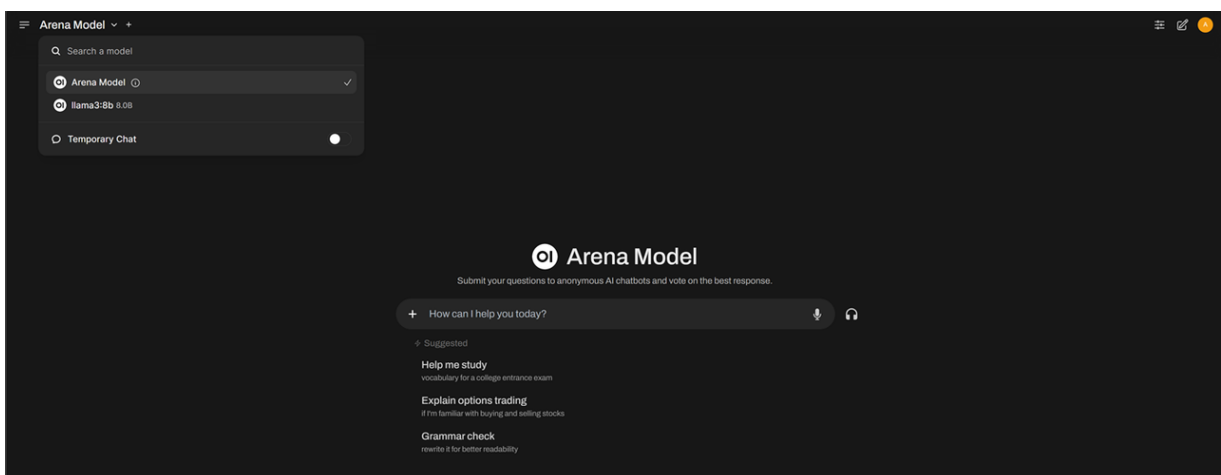 Arena Model
Search a model
OI Arena Model
OI llama3:8b 8.0B
Temporary Chat
A
OI Arena Model
Submit your questions to anonymous AI chatbots and vote on the best response.
How can I help you today?
Suggested
Help me study
vocabulary for a college entrance exam
Explain options trading
if I'm familiar with buying and selling stocks
Grammar check
rewrite it for better readability